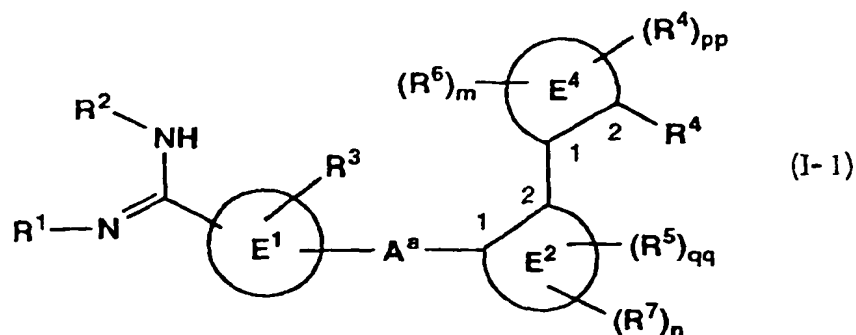 (R⁴)pp
(R⁶)m
E⁴
R²
NH
1
2
R⁴
(I-1)
R³
2
1
R¹
N
E¹
Aᵃ
E²
(R⁵)qq
(R⁷)n